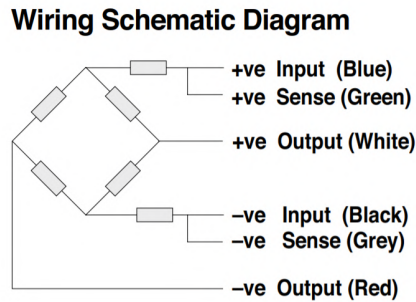 Wiring Schematic Diagram
+ve Input (Blue)
+ve Sense (Green)
+ve Output (White)
–ve Input (Black)
–ve Sense (Grey)
–ve Output (Red)